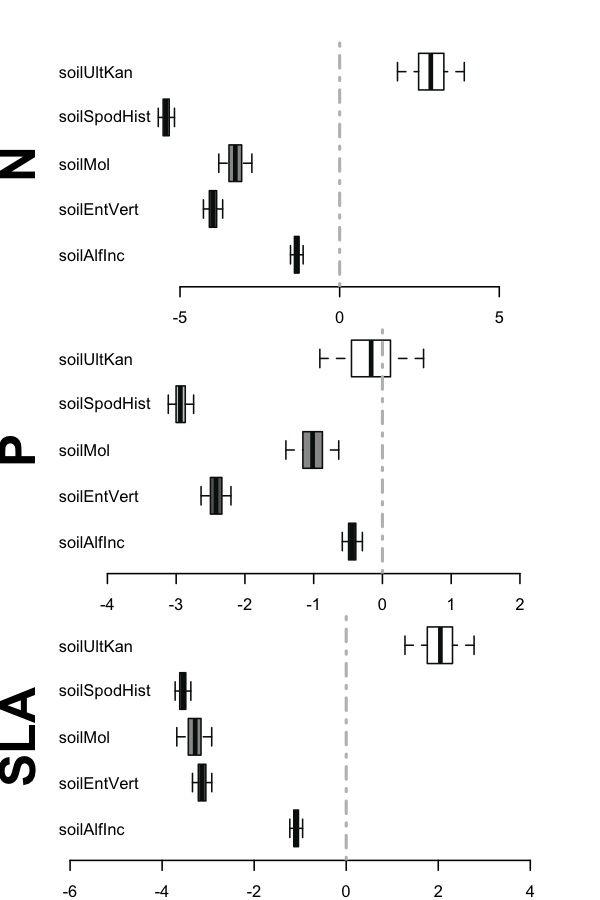 N
soilUltKan
soilSpodHist
soilMol
soilEntVert
soilAlfInc
-5 0 5
P
soilUltKan
soilSpodHist
soilMol
soilEntVert
soilAlfInc
-4 -3 -2 -1 0 1 2
SLA
soilUltKan
soilSpodHist
soilMol
soilEntVert
soilAlfInc
-6 -4 -2 0 2 4